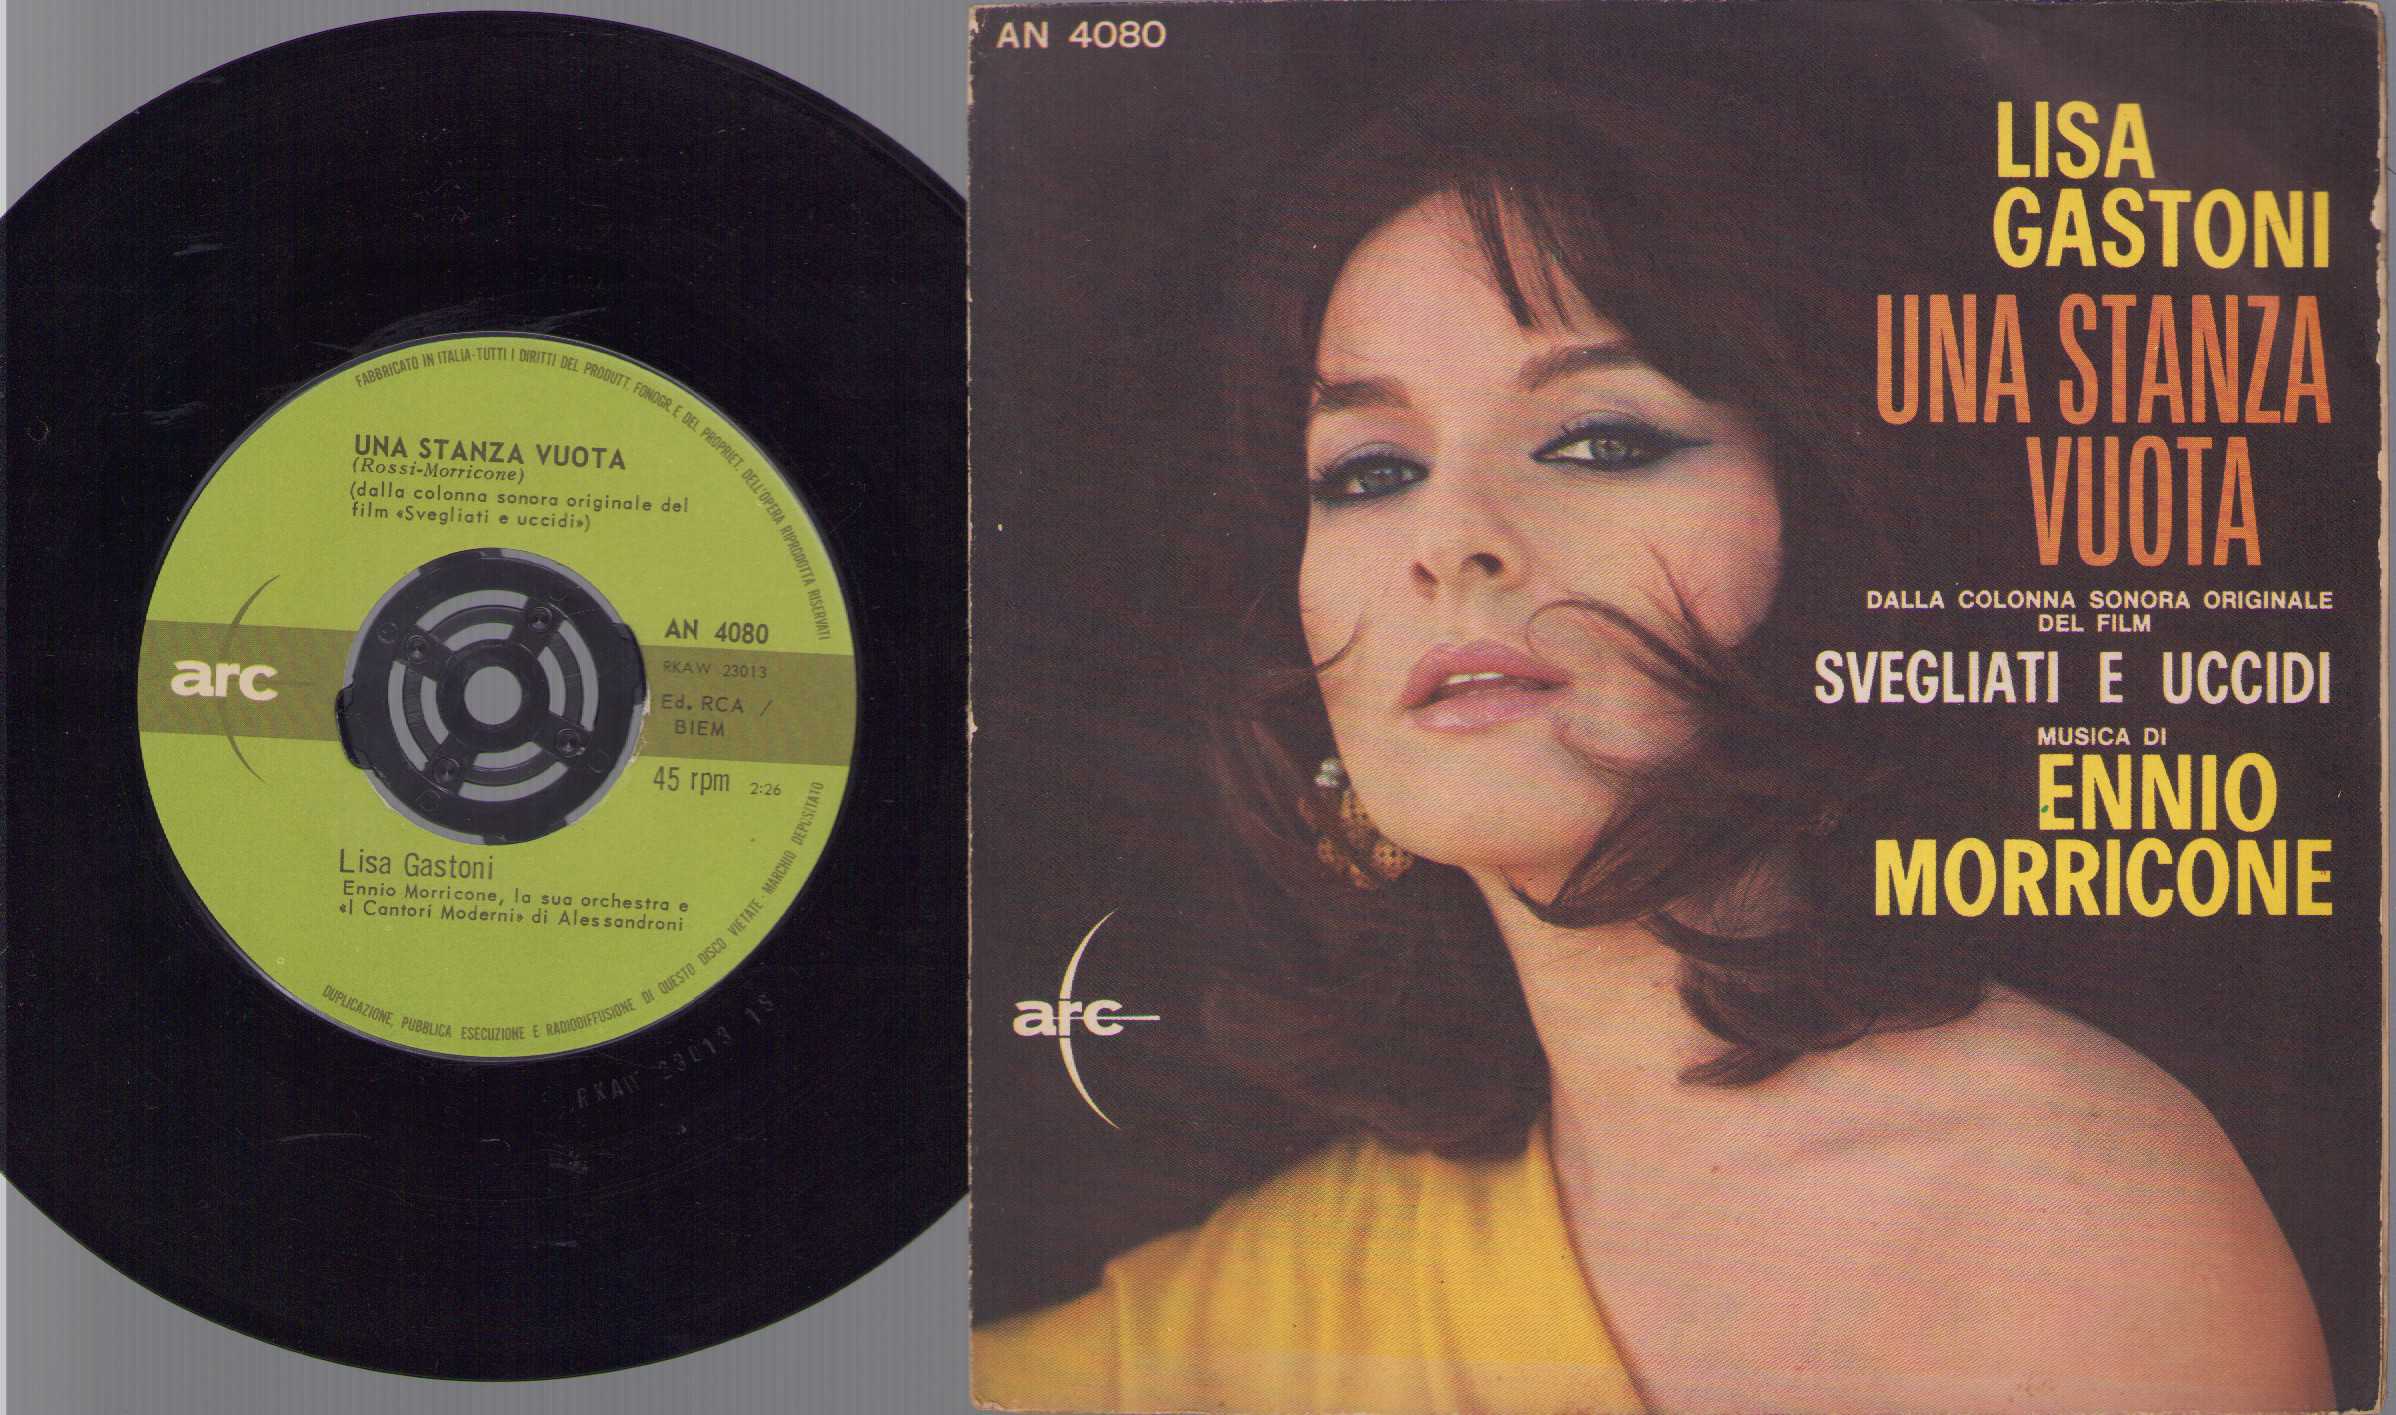 FABBRICATO IN ITALIA-TUTTI I DIRITTI DEL PRODUTT. FONOGR. E DEL PROPRIET. DELL'OPERA RIPRODOTTA RISERVATI
UNA STANZA VUOTA
(Rossi-Morricone)
(dalla colonna sonora originale del
film «Svegliati e uccidi»)
arc
AN 4080
RKAW 23013
Ed. RCA /
BIEM
45 rpm 2:26
Lisa Gastoni
Ennio Morricone, la sua orchestra e
«I Cantori Moderni» di Alessandroni
DUPLICAZIONE, PUBBLICA ESECUZIONE E RADIODIFFUSIONE DI QUESTO DISCO VIETATE - MARCHIO DEPOSITATO
23013 1S
AN 4080
LISA
GASTONI
UNA STANZA
VUOTA
DALLA COLONNA SONORA ORIGINALE
DEL FILM
SVEGLIATI E UCCIDI
MUSICA DI
ENNIO
MORRICONE
arc